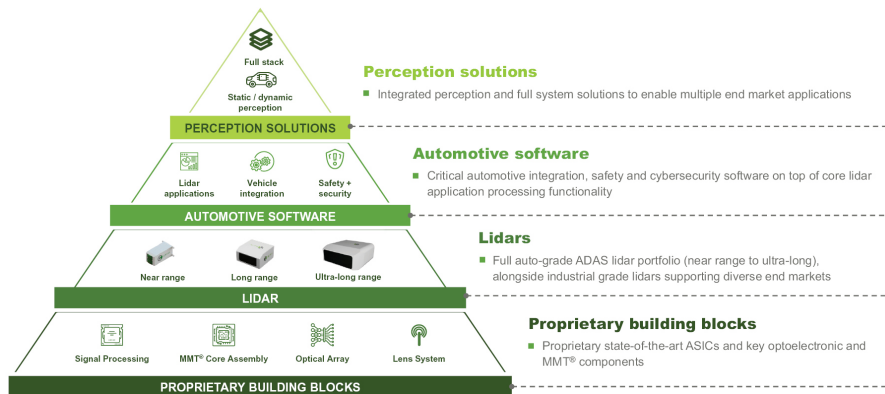 Full stack
Static / dynamic
perception
PERCEPTION SOLUTIONS
Perception solutions
Integrated perception and full system solutions to enable multiple end market applications
Lidar
applications
Vehicle
integration
Safety +
security
AUTOMOTIVE SOFTWARE
Automotive software
Critical automotive integration, safety and cybersecurity software on top of core lidar
application processing functionality
Near range
Long range
Ultra-long range
LIDAR
Lidars
Full auto-grade ADAS lidar portfolio (near range to ultra-long),
alongside industrial grade lidars supporting diverse end markets
Signal Processing
MMT® Core Assembly
Optical Array
Lens System
PROPRIETARY BUILDING BLOCKS
Proprietary building blocks
Proprietary state-of-the-art ASICs and key optoelectronic and
MMT® components